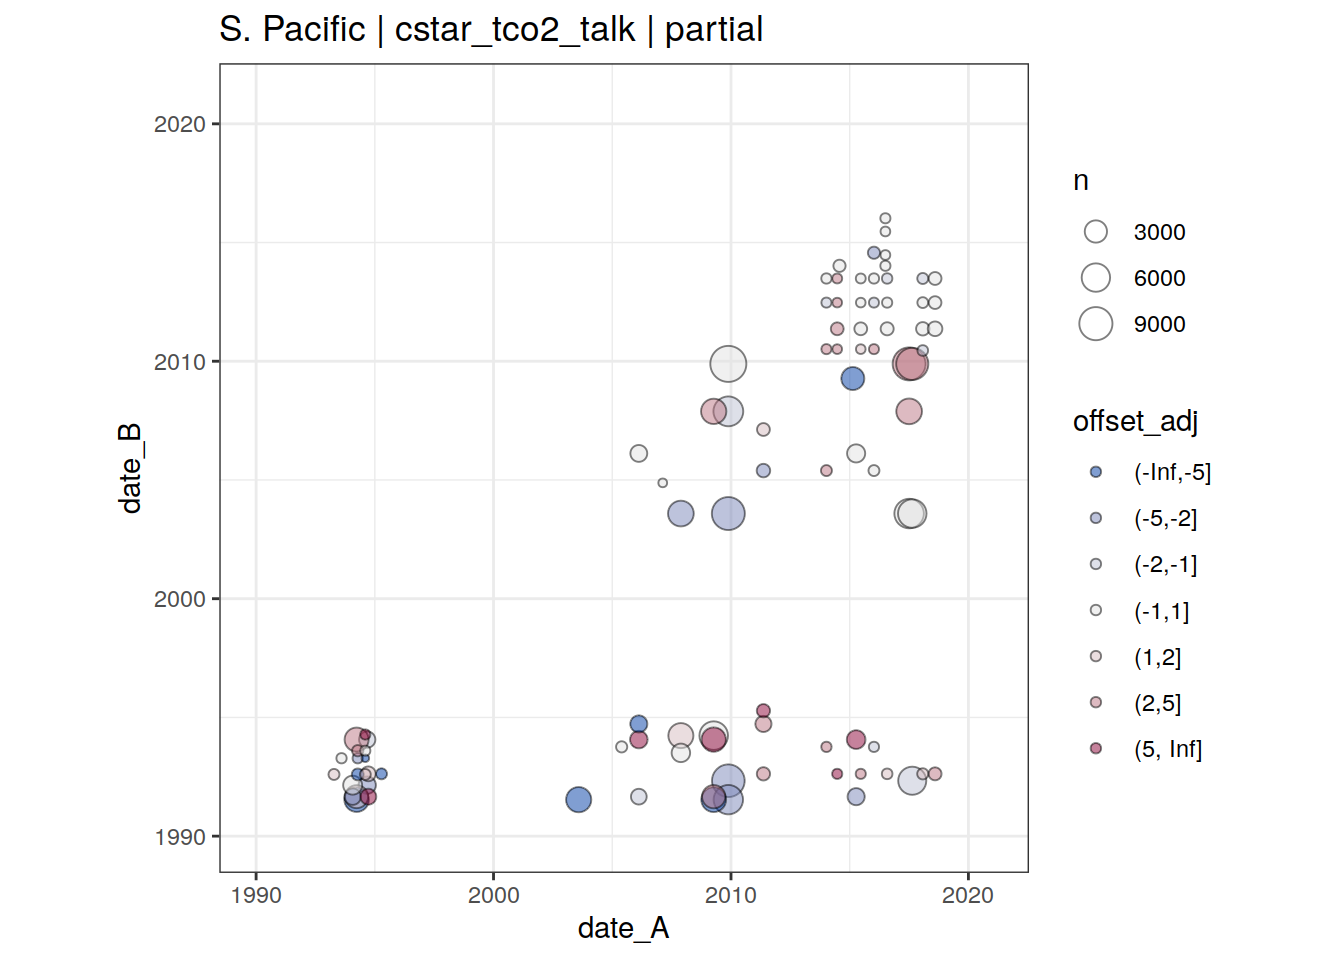 S. Pacific | cstar_tco2_talk | partial
2020
2010
2000
1990
1990
2000
2010
2020
date_A
date_B
n
3000
6000
9000
offset_adj
(-Inf,-5]
(-5,-2]
(-2,-1]
(-1,1]
(1,2]
(2,5]
(5, Inf]